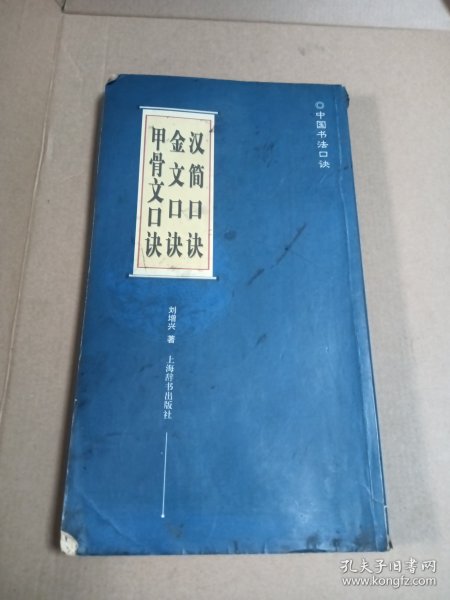 ◎中国书法口诀
汉简口诀
金文口诀
甲骨文口诀
刘增兴 著
上海辞书出版社
孔夫子旧书网
www.kongfz.com